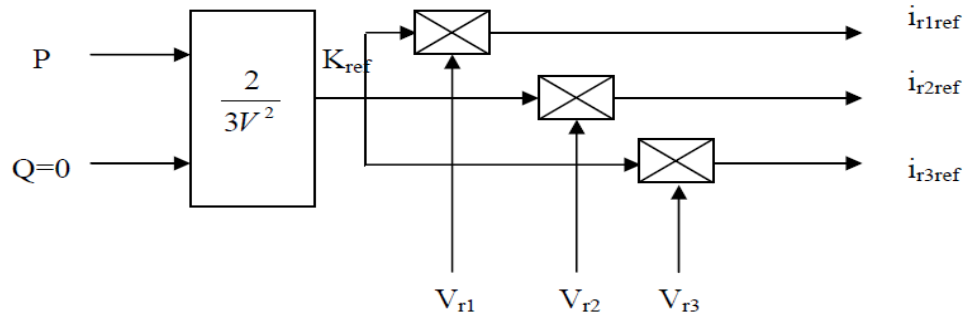 P
Q=0
2
3V²
K_ref
i_r1ref
i_r2ref
i_r3ref
V_r1
V_r2
V_r3